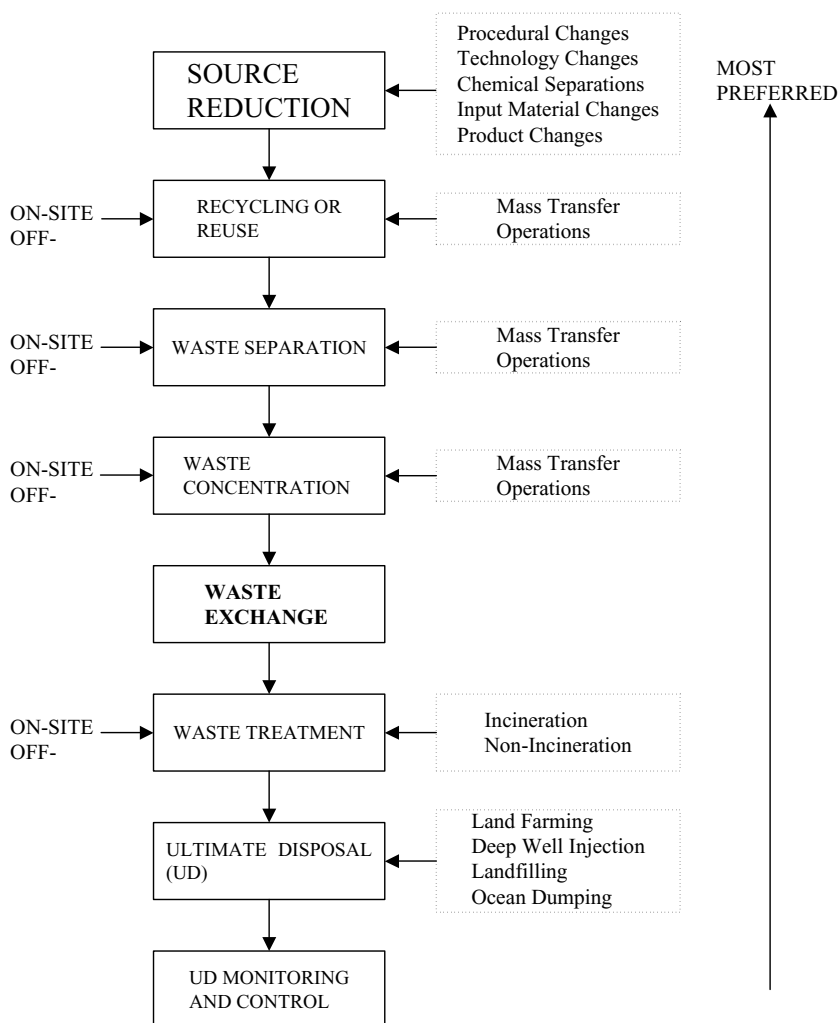 SOURCE
REDUCTION
Procedural Changes
Technology Changes
Chemical Separations
Input Material Changes
Product Changes
MOST
PREFERRED
ON-SITE
OFF-
RECYCLING OR
REUSE
Mass Transfer
Operations
ON-SITE
OFF-
WASTE SEPARATION
Mass Transfer
Operations
ON-SITE
OFF-
WASTE
CONCENTRATION
Mass Transfer
Operations
WASTE
EXCHANGE
ON-SITE
OFF-
WASTE TREATMENT
Incineration
Non-Incineration
ULTIMATE DISPOSAL
(UD)
Land Farming
Deep Well Injection
Landfilling
Ocean Dumping
UD MONITORING
AND CONTROL